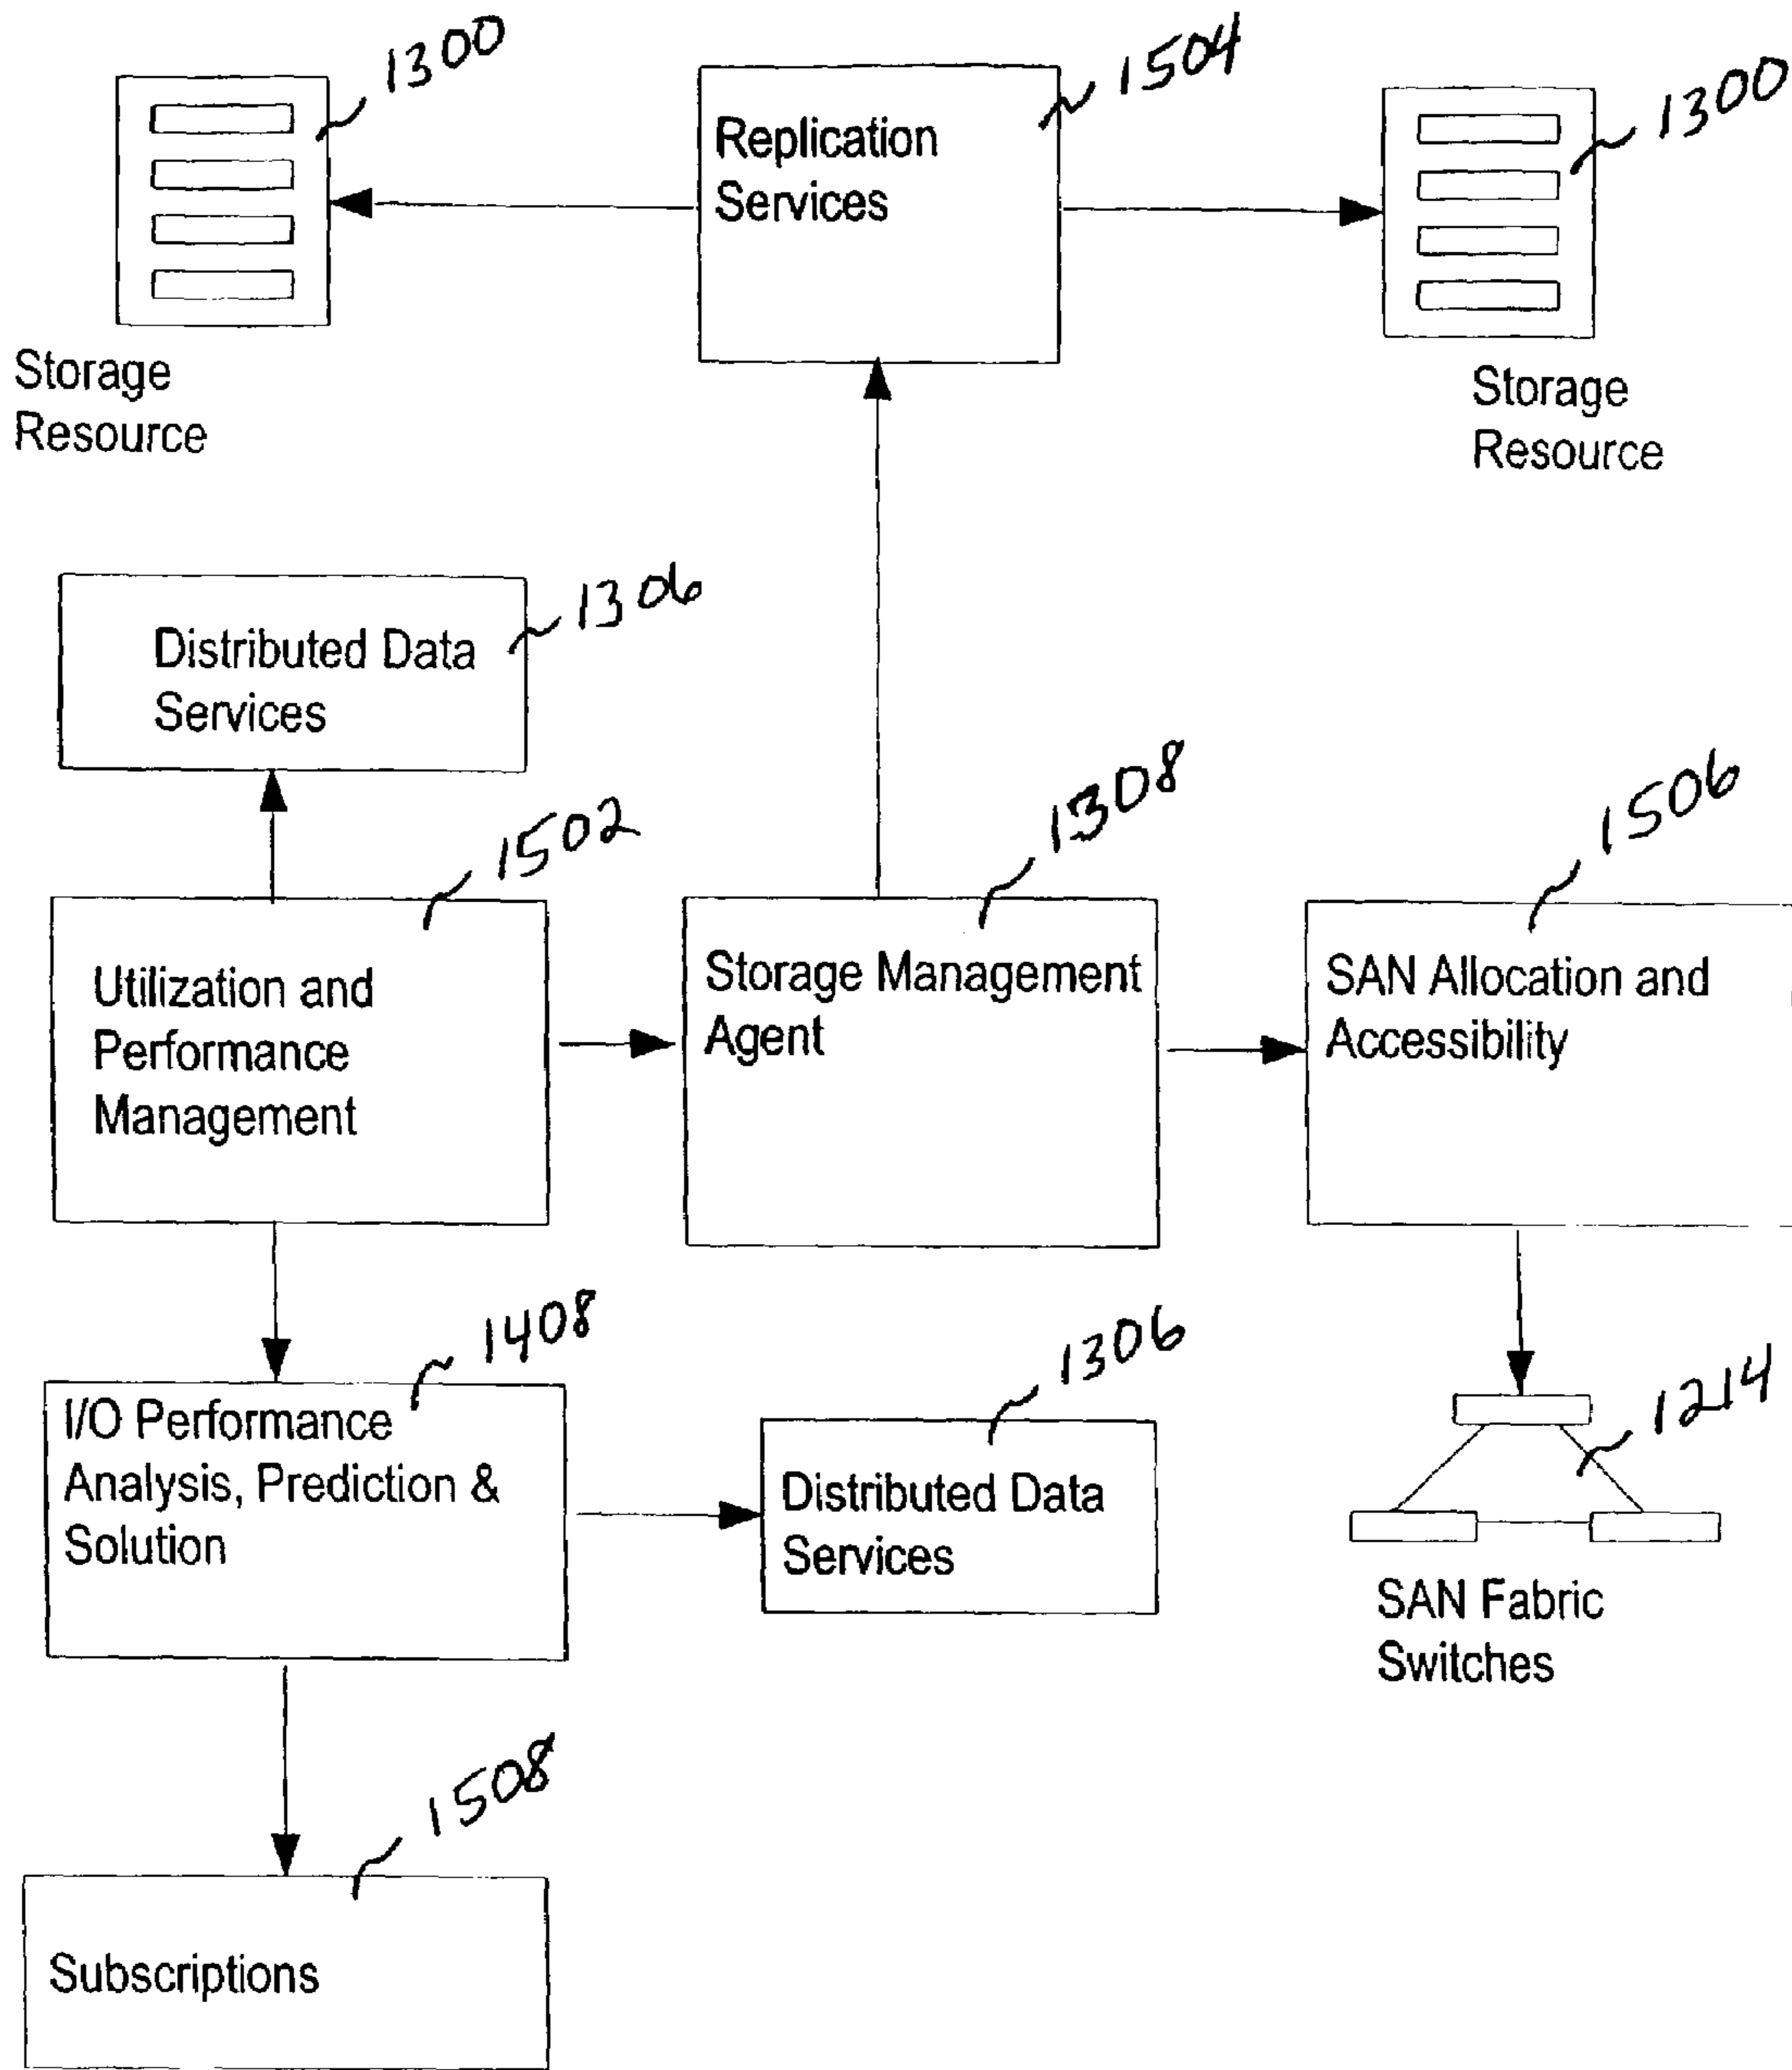 1300
1504
1300
Replication
Services
Storage
Resource
Storage
Resource
1306
Distributed Data
Services
1502
1308
1506
Utilization and
Performance
Management
Storage Management
Agent
SAN Allocation and
Accessibility
1408
1306
1214
I/O Performance
Analysis, Prediction &
Solution
Distributed Data
Services
SAN Fabric
Switches
1508
Subscriptions